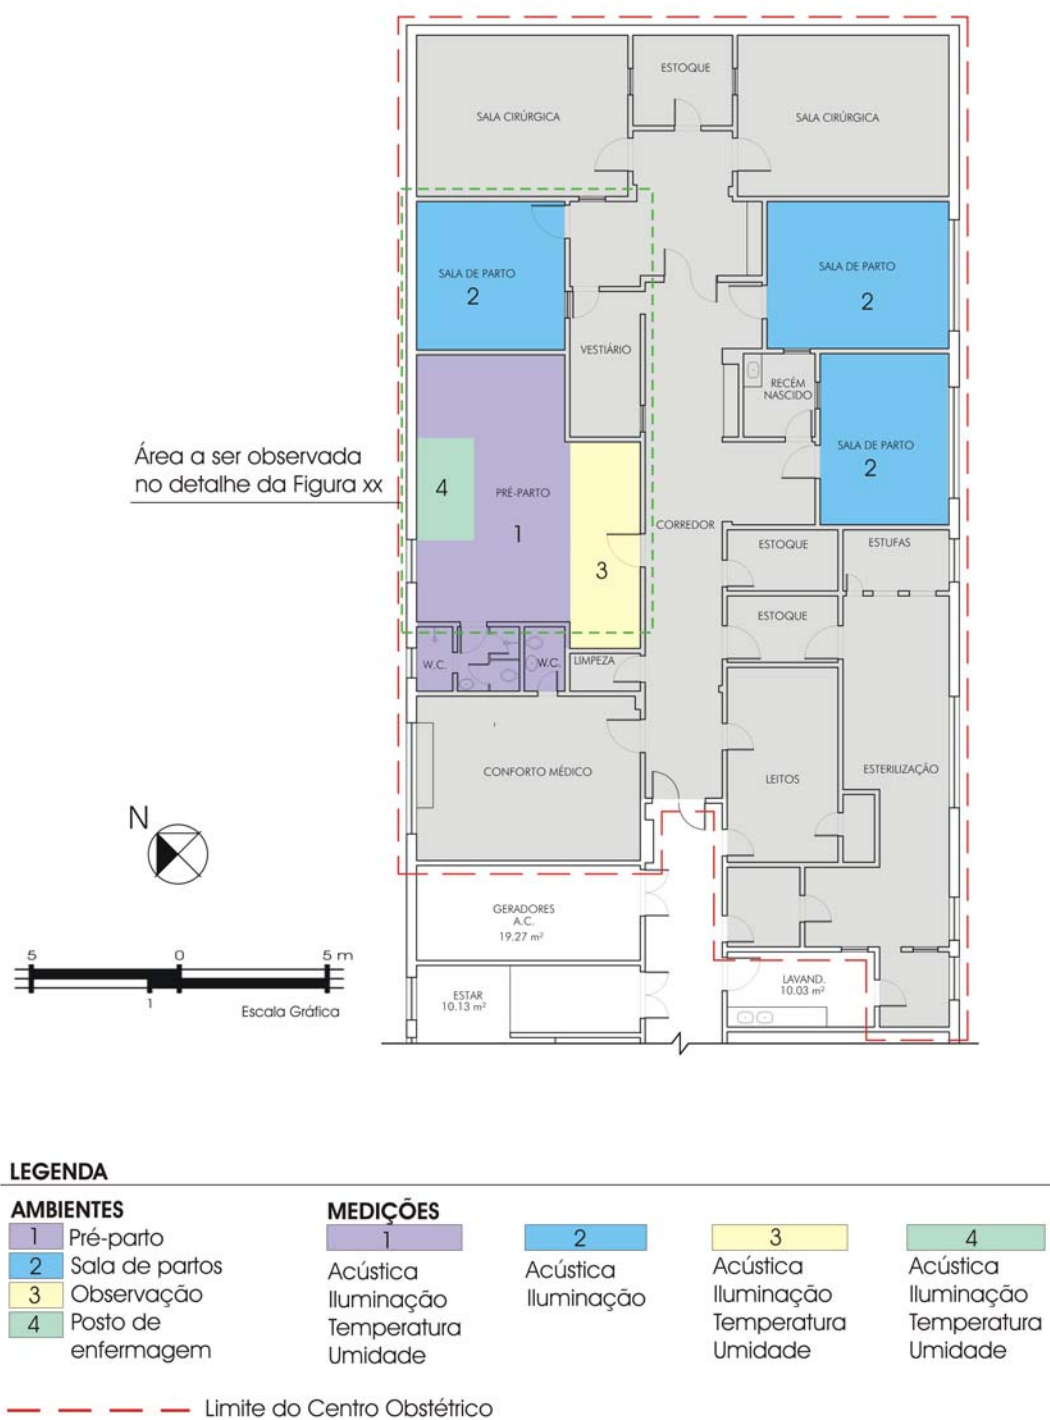 ESTOQUE
SALA CIRÚRGICA
SALA CIRÚRGICA
SALA DE PARTO
2
SALA DE PARTO
2
VESTIÁRIO
RECÉM
NASCIDO
SALA DE PARTO
2
Área a ser observada
no detalhe da Figura xx
4
PRÉ-PARTO
1
3
CORREDOR
ESTOQUE
ESTUFAS
ESTOQUE
W.C.
W.C.
LIMPEZA
CONFORTO MÉDICO
LEITOS
ESTERILIZAÇÃO
N
GERADORES
A.C.
19.27 m²
5 0 5 m
1
Escala Gráfica
ESTAR
10.13 m²
LAVAND.
10.03 m²
LEGENDA
AMBIENTES
1 Pré-parto
2 Sala de partos
3 Observação
4 Posto de
enfermagem
MEDIÇÕES
1
Acústica
Iluminação
Temperatura
Umidade
2
Acústica
Iluminação
3
Acústica
Iluminação
Temperatura
Umidade
4
Acústica
Iluminação
Temperatura
Umidade
Limite do Centro Obstétrico